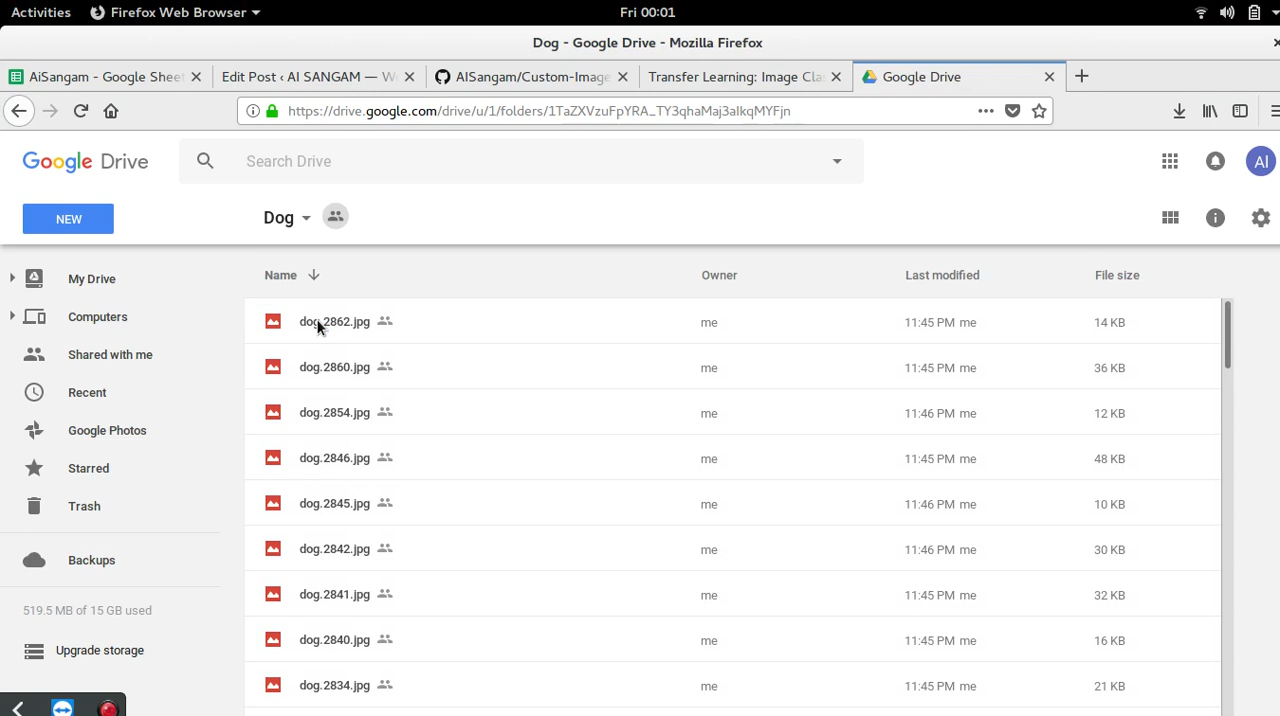 Activities Firefox Web Browser Fri 00:01
Dog - Google Drive - Mozilla Firefox
AiSangam - Google Sheet Edit Post ‹ AI SANGAM — W AISangam/Custom-Image Transfer Learning: Image Cla Google Drive
https://drive.google.com/drive/u/1/folders/1TaZXVzuFpYRA_TY3qhaMaj3alkqMYFjn
Google Drive Search Drive AI
NEW Dog
Name Owner Last modified File size
My Drive
Computers
Shared with me
Recent
Google Photos
Starred
Trash
Backups
519.5 MB of 15 GB used
Upgrade storage
dog.2862.jpg me 11:45 PM me 14 KB
dog.2860.jpg me 11:45 PM me 36 KB
dog.2854.jpg me 11:46 PM me 12 KB
dog.2846.jpg me 11:45 PM me 48 KB
dog.2845.jpg me 11:46 PM me 10 KB
dog.2842.jpg me 11:46 PM me 30 KB
dog.2841.jpg me 11:45 PM me 32 KB
dog.2840.jpg me 11:45 PM me 16 KB
dog.2834.jpg me 11:45 PM me 21 KB